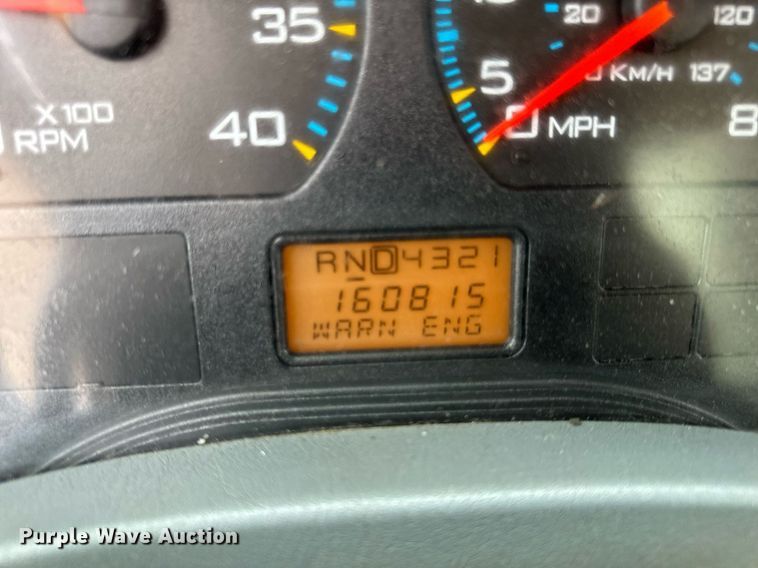 35
X100
RPM
40
20
120
5
KM/H 137
0 MPH
8
RND4321
160815
WARN ENG
Purple Wave Auction